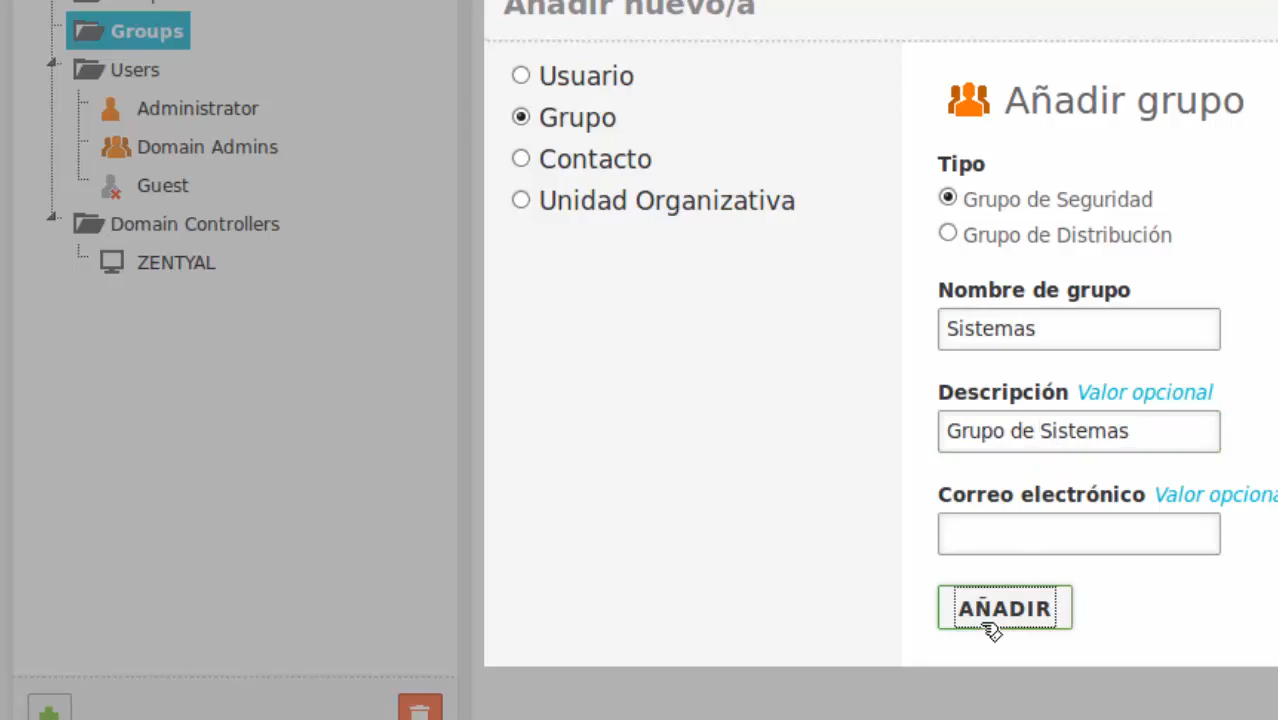 Groups
Users
Administrator
Domain Admins
Guest
Domain Controllers
ZENTYAL
Añadir nuevo/a
Usuario
Grupo
Contacto
Unidad Organizativa
Añadir grupo
Tipo
Grupo de Seguridad
Grupo de Distribución
Nombre de grupo
Sistemas
Descripción Valor opcional
Grupo de Sistemas
Correo electrónico Valor opciona
AÑADIR